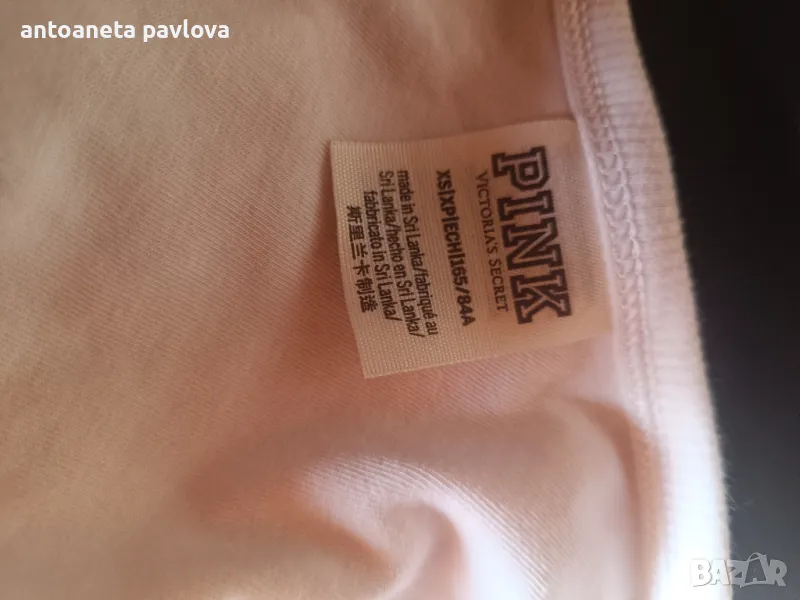 antoaneta pavlova
PINK
VICTORIA'S SECRET
XS|XP|ECH|165/84A
made in Sri Lanka/fabriqué au
Sri Lanka/hecho en Sri Lanka/
fabbricato in Sri Lanka/
斯里兰卡制造
BAZAR